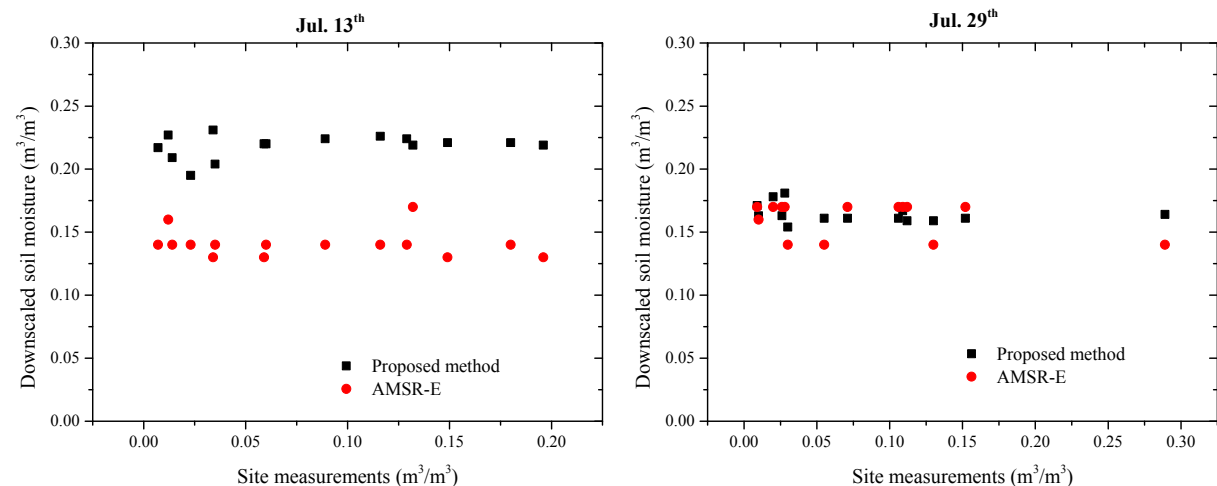 Jul. 13th
Downscaled soil moisture (m³/m³)
0.30
0.25
0.20
0.15
0.10
0.05
0.00
Proposed method
AMSR-E
0.00 0.05 0.10 0.15 0.20
Site measurements (m³/m³)
Jul. 29th
Downscaled soil moisture (m³/m³)
0.30
0.25
0.20
0.15
0.10
0.05
0.00
Proposed method
AMSR-E
0.00 0.05 0.10 0.15 0.20 0.25 0.30
Site measurements (m³/m³)